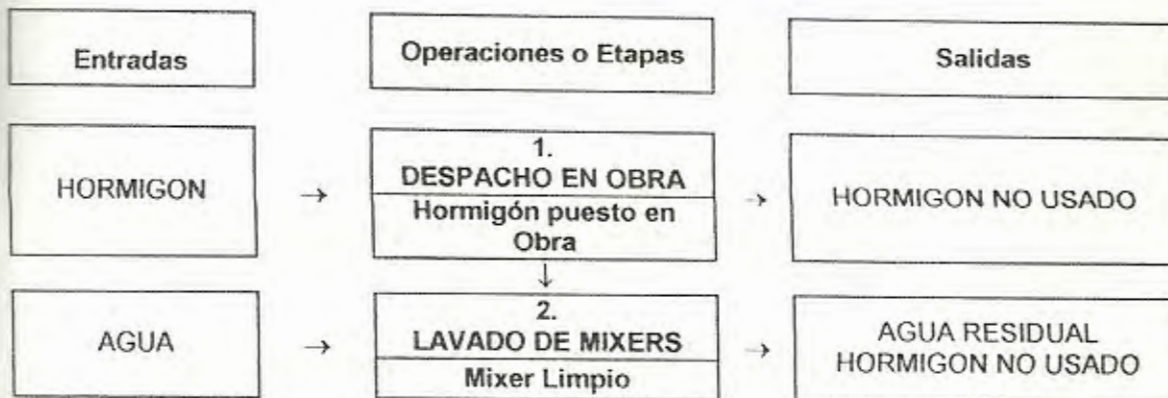 Entradas
Operaciones o Etapas
Salidas
HORMIGON
→
1.
DESPACHO EN OBRA
Hormigón puesto en
Obra
→
HORMIGON NO USADO
↓
AGUA
→
2.
LAVADO DE MIXERS
Mixer Limpio
→
AGUA RESIDUAL
HORMIGON NO USADO